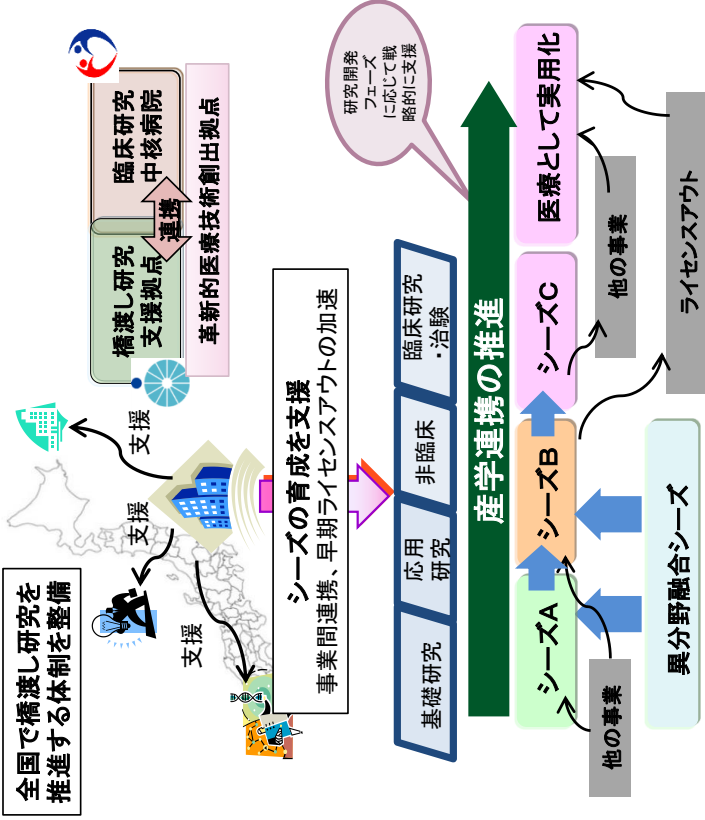 全国で橋渡し研究を
推進する体制を整備
支援
支援
支援
橋渡し研究
支援拠点
連携
臨床研究
中核病院
革新的医療技術創出拠点
シーズの育成を支援
事業間連携、早期ライセンスアウトの加速
基礎研究
応用
研究
非臨床
臨床研究
・治験
研究開発
フェーズ
に応じて戦
略的に支援
産学連携の推進
シーズA
シーズB
シーズC
医療として実用化
他の事業
異分野融合シーズ
他の事業
ライセンスアウト